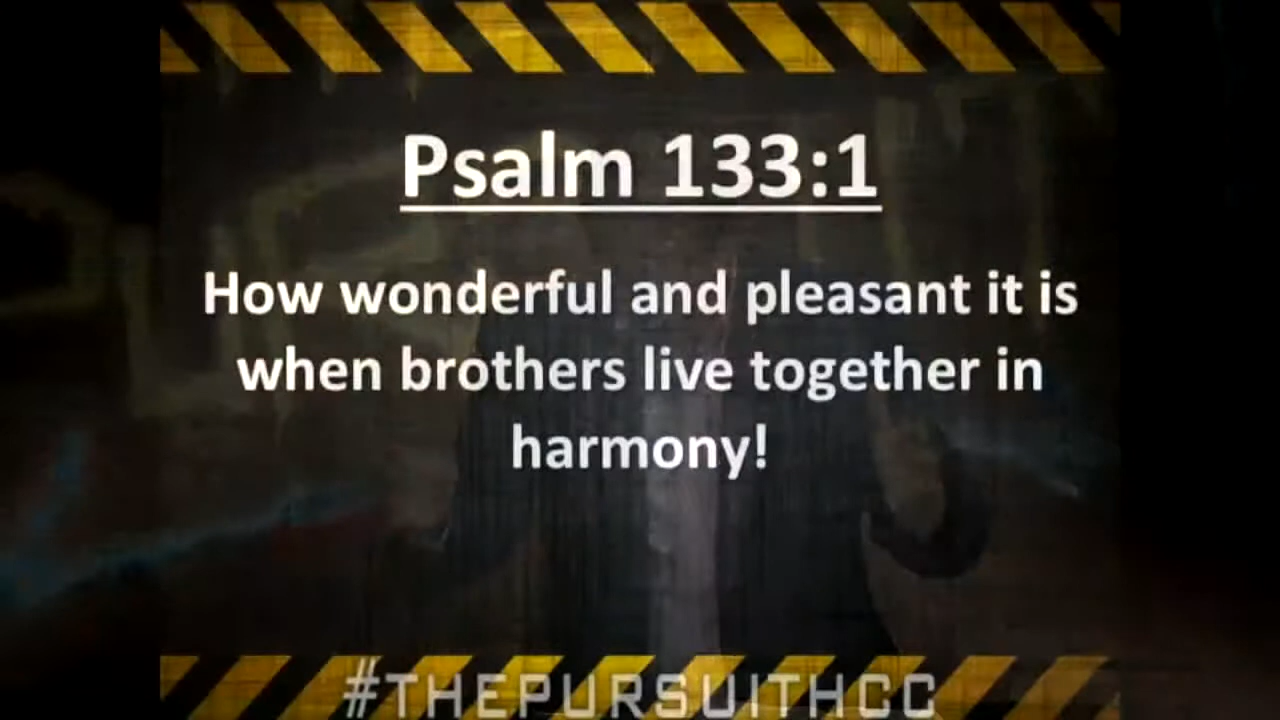 Psalm 133:1
How wonderful and pleasant it is
when brothers live together in
harmony!
#THEPURSUITHCC